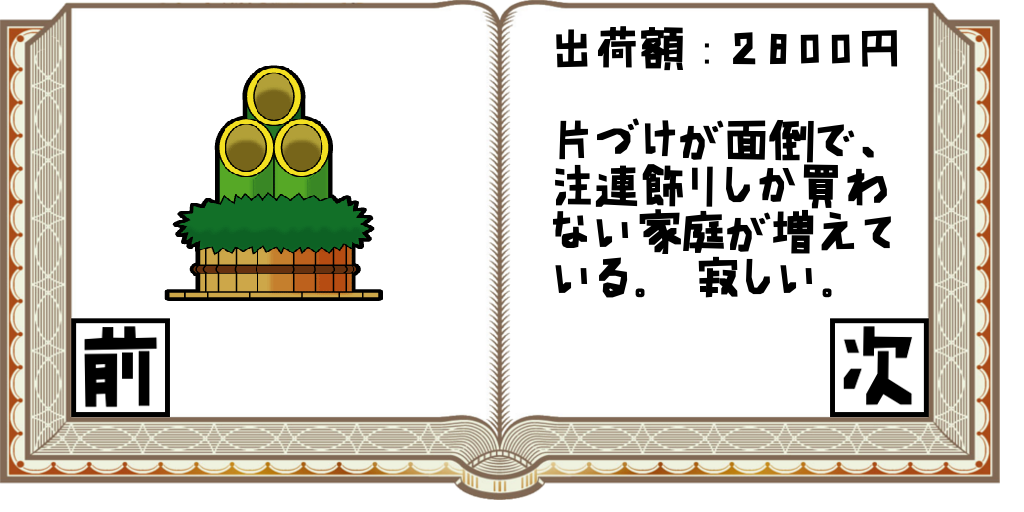 出荷額：２８００円
片づけが面倒で、
注連飾りしか買わ
ない家庭が増えて
いる。　寂しい。
前
次